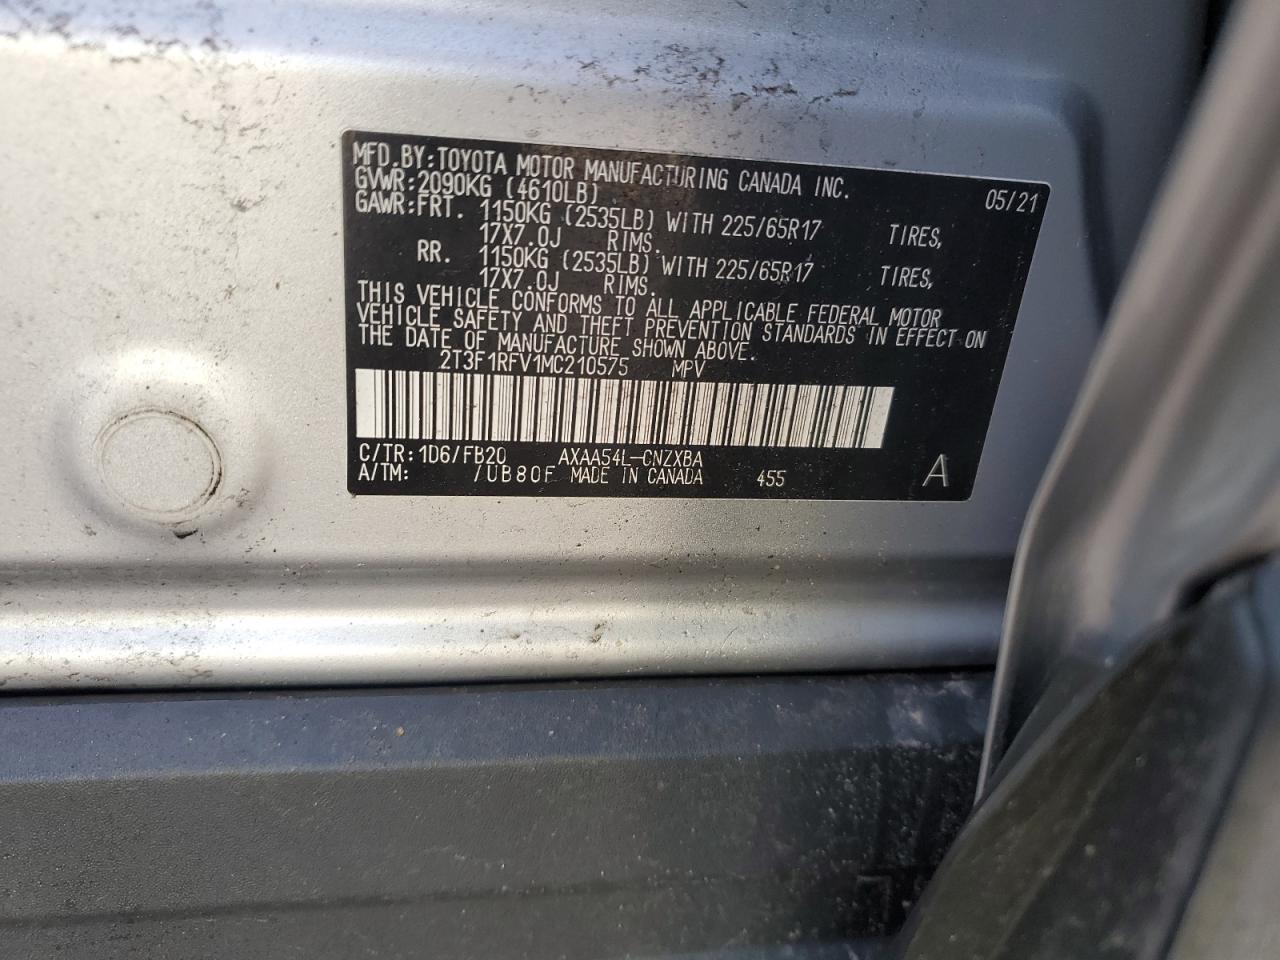 MFD.BY:TOYOTA MOTOR MANUFACTURING CANADA INC. 05/21
GVWR:2090KG (4610LB)
GAWR:FRT. 1150KG (2535LB) WITH 225/65R17 TIRES,
17X7.0J RIMS.
RR. 1150KG (2535LB) WITH 225/65R17 TIRES,
17X7.0J RIMS.
THIS VEHICLE CONFORMS TO ALL APPLICABLE FEDERAL MOTOR
VEHICLE SAFETY AND THEFT PREVENTION STANDARDS IN EFFECT ON
THE DATE OF MANUFACTURE SHOWN ABOVE.
2T3F1RFV1MC210575 MPV
C/TR:1D6/FB20 AXAA54L-CNZXBA
A/TM: /UB80F MADE IN CANADA 455 A